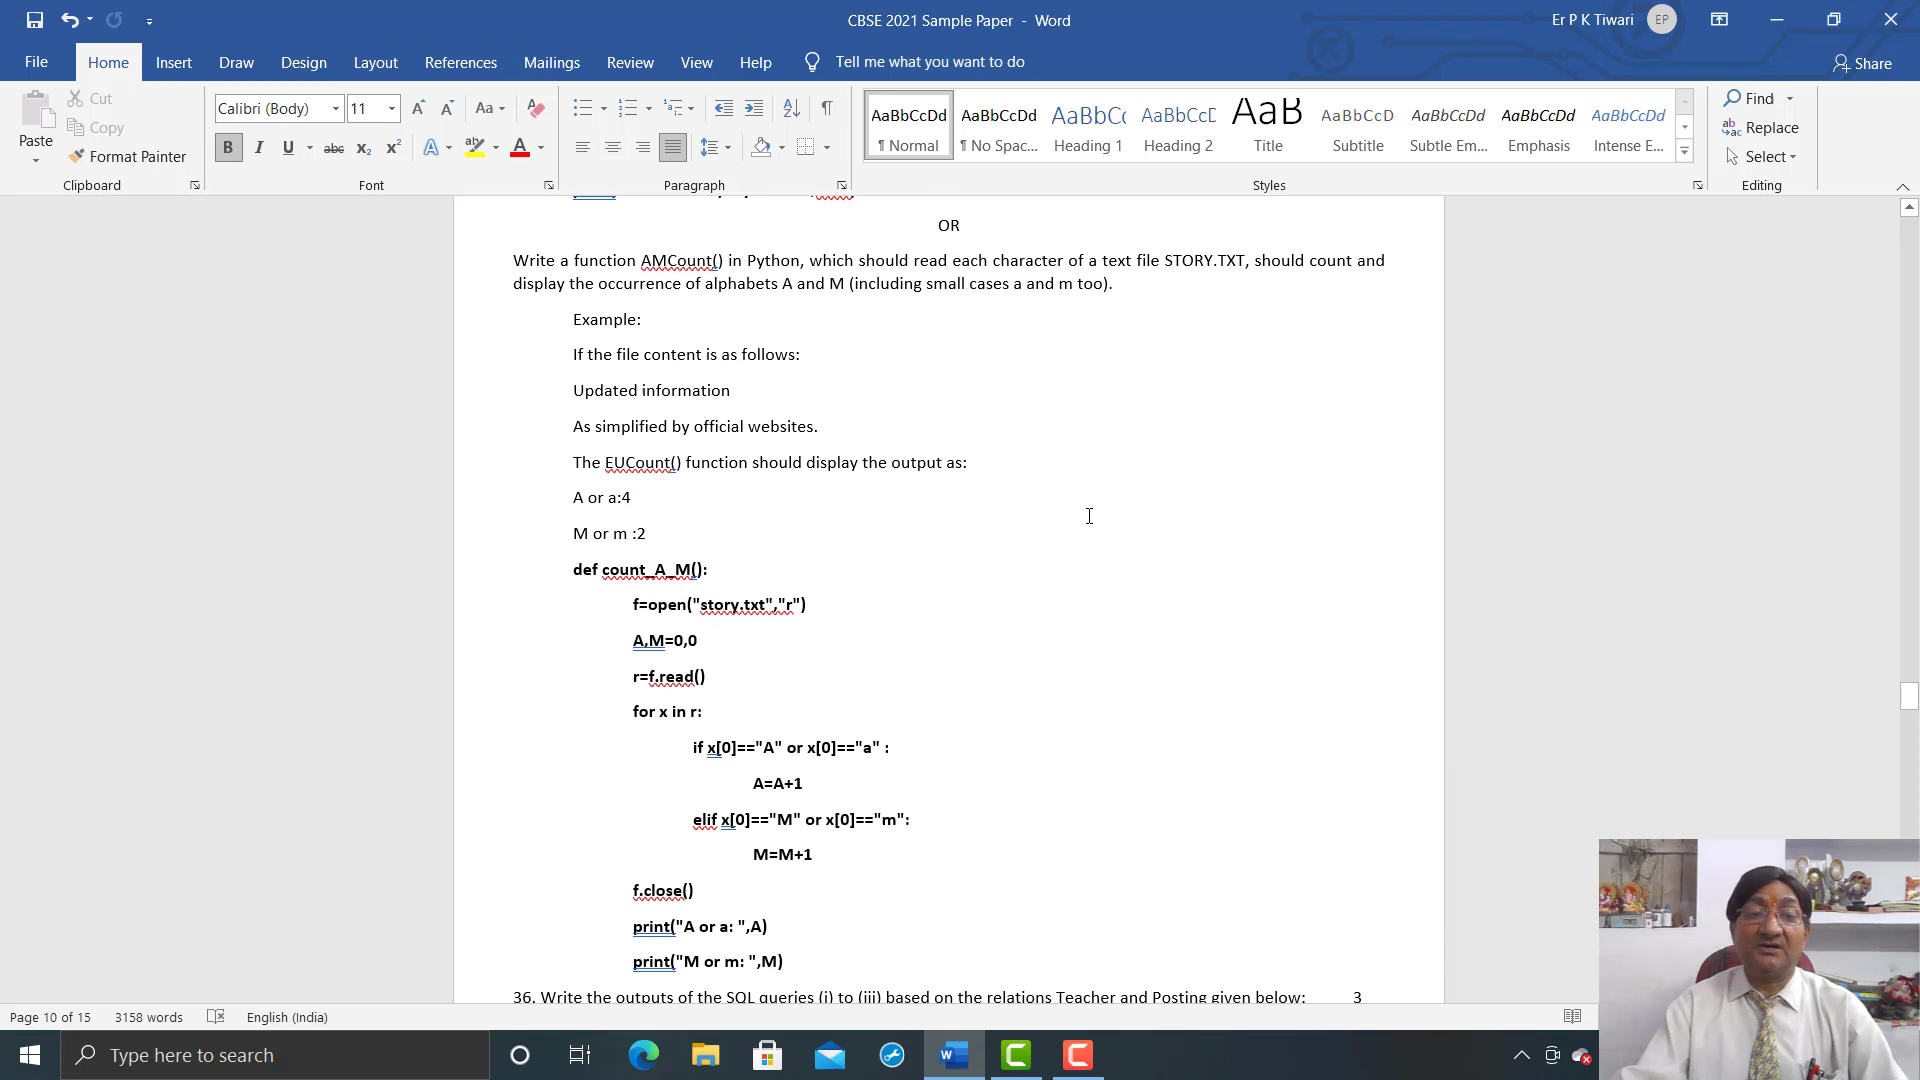 CBSE 2021 Sample Paper - Word
Er P K Tiwari
EP
File
Home
Insert
Draw
Design
Layout
References
Mailings
Review
View
Help
Tell me what you want to do
Share
Paste
Cut
Copy
Format Painter
Clipboard
Calibri (Body)
11
Font
Paragraph
AaBbCcDd
¶ Normal
AaBbCcDd
¶ No Spac...
AaBbCc
Heading 1
AaBbCcD
Heading 2
AaB
Title
AaBbCcD
Subtitle
AaBbCcDd
Subtle Em...
AaBbCcDd
Emphasis
AaBbCcDd
Intense E...
Styles
Find
Replace
Select
Editing
OR
Write a function AMCount() in Python, which should read each character of a text file STORY.TXT, should count and
display the occurrence of alphabets A and M (including small cases a and m too).
Example:
If the file content is as follows:
Updated information
As simplified by official websites.
The EUCount() function should display the output as:
A or a:4
M or m :2
def count_A_M():
f=open("story.txt","r")
A,M=0,0
r=f.read()
for x in r:
if x[0]=="A" or x[0]=="a" :
A=A+1
elif x[0]=="M" or x[0]=="m":
M=M+1
f.close()
print("A or a: ",A)
print("M or m: ",M)
36. Write the outputs of the SQL queries (i) to (iii) based on the relations Teacher and Posting given below: 3
Page 10 of 15
3158 words
English (India)
Type here to search